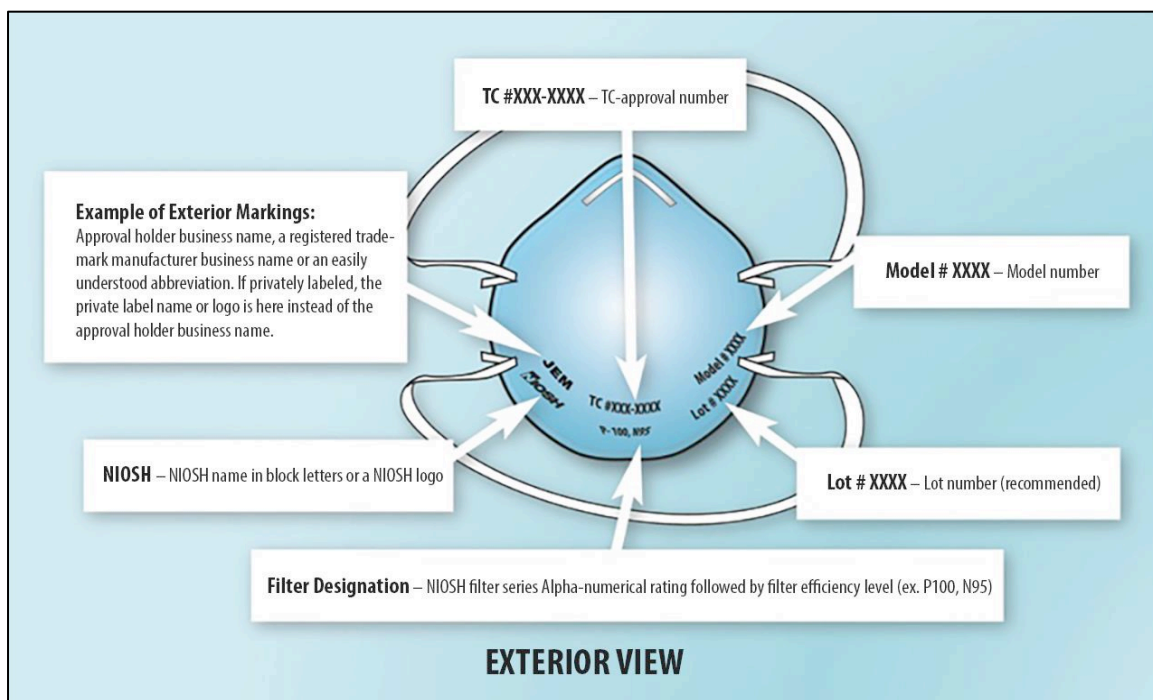 TC #XXX-XXXX – TC-approval number
Example of Exterior Markings:
Approval holder business name, a registered trade-
mark manufacturer business name or an easily
understood abbreviation. If privately labeled, the
private label name or logo is here instead of the
approval holder business name.
Model # XXXX – Model number
JEM
NIOSH
TC #XXX-XXXX
P-100, N95
Model # XXXX
Lot # XXXX
NIOSH – NIOSH name in block letters or a NIOSH logo
Lot # XXXX – Lot number (recommended)
Filter Designation – NIOSH filter series Alpha-numerical rating followed by filter efficiency level (ex. P100, N95)
EXTERIOR VIEW